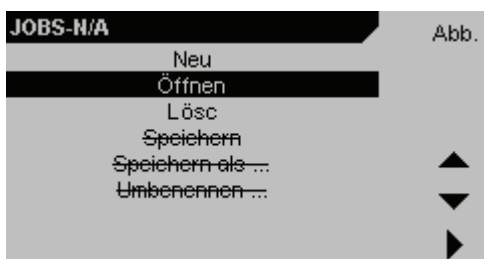 JOBS-N/A
Abb.
Neu
Öffnen
Lösc
Speichern
Speichern als ...
Umbenennen ...